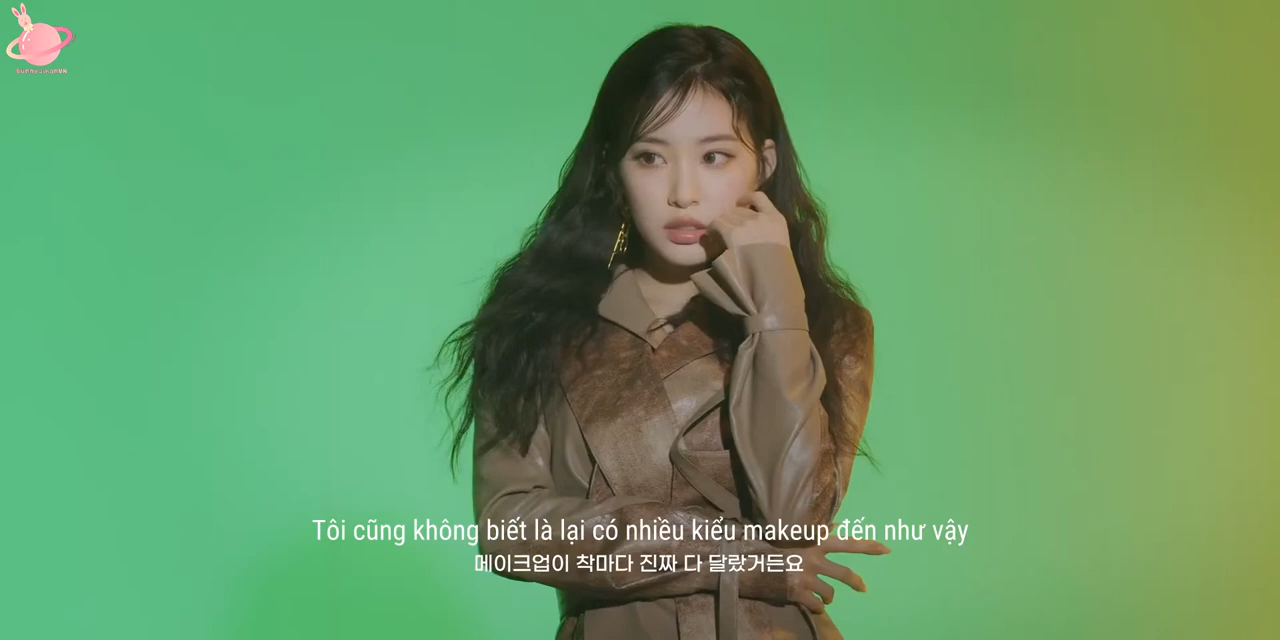 Tôi cũng không biết là lại có nhiều kiểu makeup đến như vậy
메이크업이 착마다 진짜 다 달랐거든요